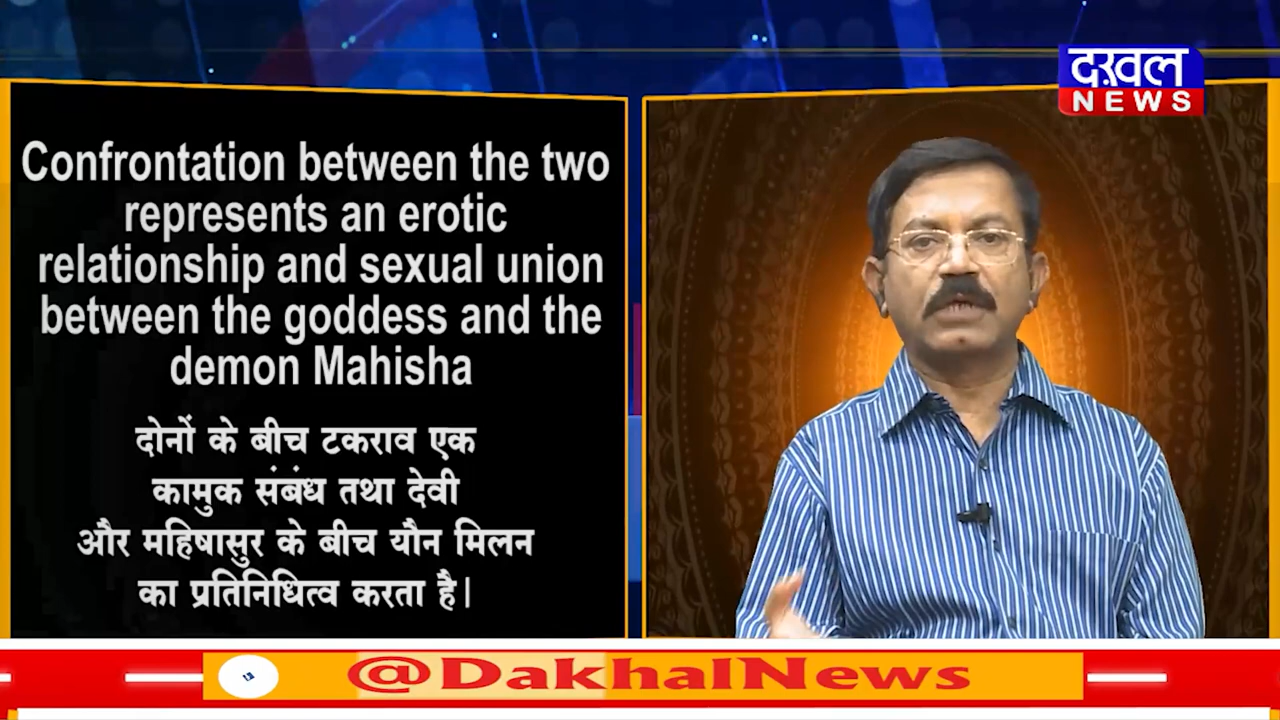 दख़ल
NEWS
Confrontation between the two
represents an erotic
relationship and sexual union
between the goddess and the
demon Mahisha
दोनों के बीच टकराव एक
कामुक संबंध तथा देवी
और महिषासुर के बीच यौन मिलन
का प्रतिनिधित्व करता है।
@DakhalNews